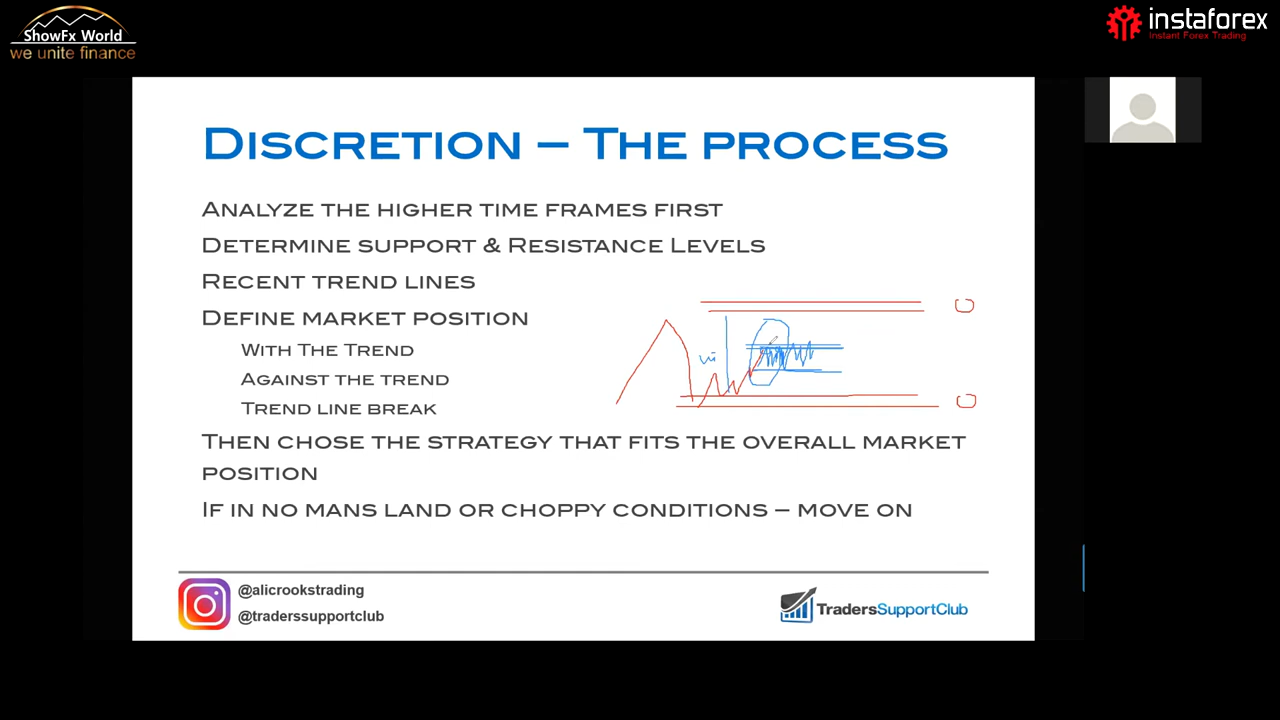 ShowFx World
we unite finance
instaforex
Instant Forex Trading
Discretion – The process
Analyze the higher time frames first
Determine support & Resistance Levels
Recent trend lines
Define market position
With The Trend
Against the trend
Trend line break
Then chose the strategy that fits the overall market
position
If in no mans land or choppy conditions – move on
@alicrookstrading
@traderssupportclub
TradersSupportClub